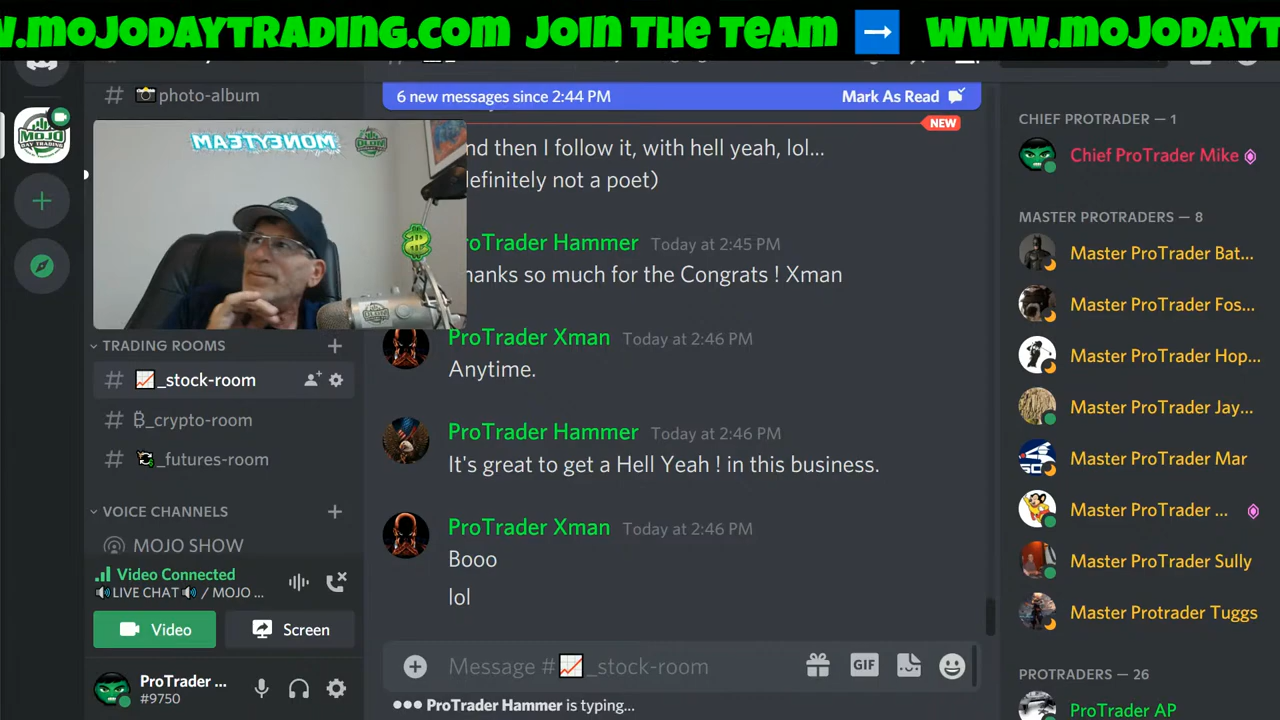 W.MOJODAYTRADING.COM JOIN THE TEAM ➡ WWW.MOJODAYT
# photo-album
MONEYTEAM
TRADING ROOMS
# _stock-room
# _crypto-room
# _futures-room
VOICE CHANNELS
MOJO SHOW
Video Connected
LIVE CHAT / MOJO ...
Video
Screen
ProTrader ...
#9750
6 new messages since 2:44 PM
Mark As Read
NEW
nd then I follow it, with hell yeah, lol...
efinitely not a poet)
roTrader Hammer Today at 2:45 PM
hanks so much for the Congrats ! Xman
ProTrader Xman Today at 2:46 PM
Anytime.
ProTrader Hammer Today at 2:46 PM
It's great to get a Hell Yeah ! in this business.
ProTrader Xman Today at 2:46 PM
Booo
lol
Message # _stock-room
GIF
ProTrader Hammer is typing...
CHIEF PROTRADER — 1
Chief ProTrader Mike
MASTER PROTRADERS — 8
Master ProTrader Bat...
Master ProTrader Fos...
Master ProTrader Hop...
Master ProTrader Jay...
Master ProTrader Mar
Master ProTrader ...
Master ProTrader Sully
Master Protrader Tuggs
PROTRADERS — 26
ProTrader AP